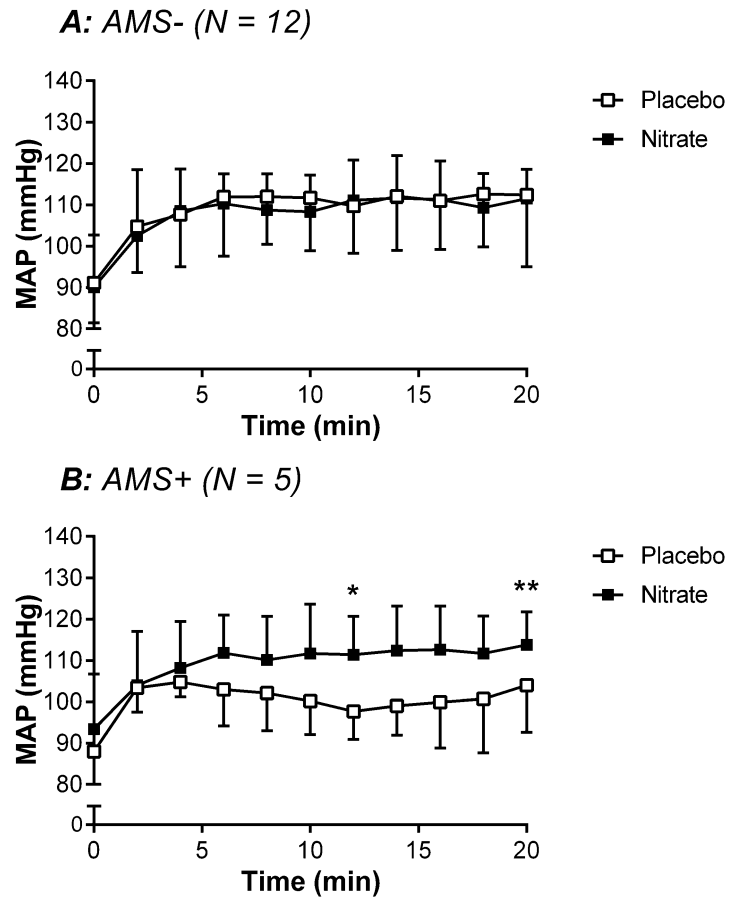 A: AMS- (N = 12)
140
130
120
110
100
90
80
0
MAP (mmHg)
0 5 10 15 20
Time (min)
Placebo
Nitrate
B: AMS+ (N = 5)
140
130
120
110
100
90
80
0
MAP (mmHg)
* **
0 5 10 15 20
Time (min)
Placebo
Nitrate